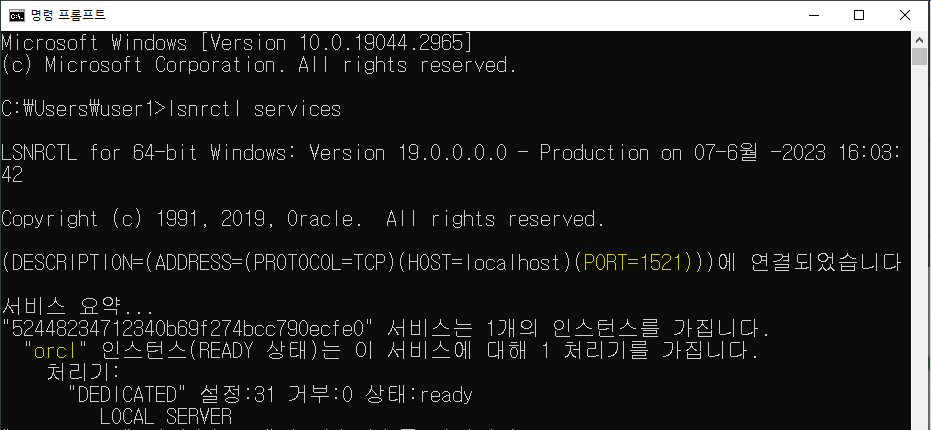 명령 프롬프트
Microsoft Windows [Version 10.0.19044.2965]
(c) Microsoft Corporation. All rights reserved.
C:₩Users₩user1>lsnrctl services
LSNRCTL for 64-bit Windows: Version 19.0.0.0.0 - Production on 07-6월 -2023 16:03:
42
Copyright (c) 1991, 2019, Oracle.  All rights reserved.
(DESCRIPTION=(ADDRESS=(PROTOCOL=TCP)(HOST=localhost)(PORT=1521)))에 연결되었습니다
서비스 요약...
"52448234712340b69f274bcc790ecfe0" 서비스는 1개의 인스턴스를 가집니다.
  "orcl" 인스턴스(READY 상태)는 이 서비스에 대해 1 처리기를 가집니다.
    처리기:
      "DEDICATED" 설정:31 거부:0 상태:ready
         LOCAL SERVER